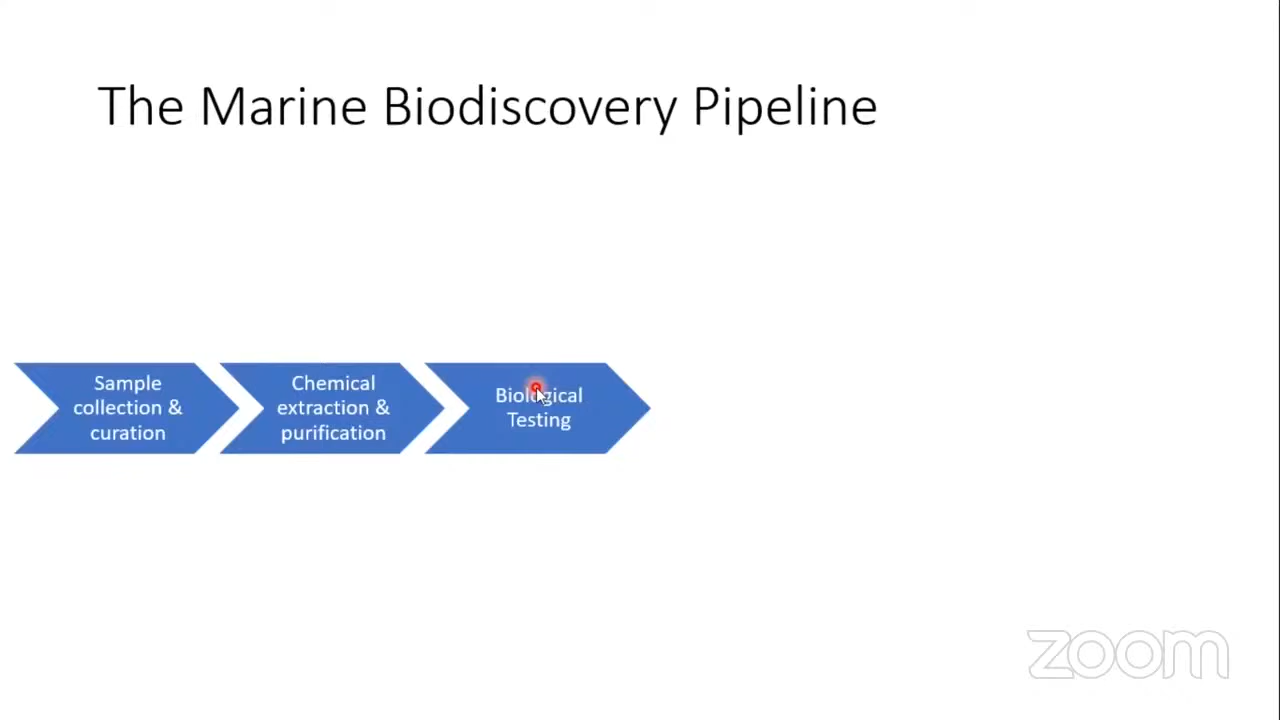 The Marine Biodiscovery Pipeline
Sample
collection &
curation
Chemical
extraction &
purification
Biological
Testing
zoom